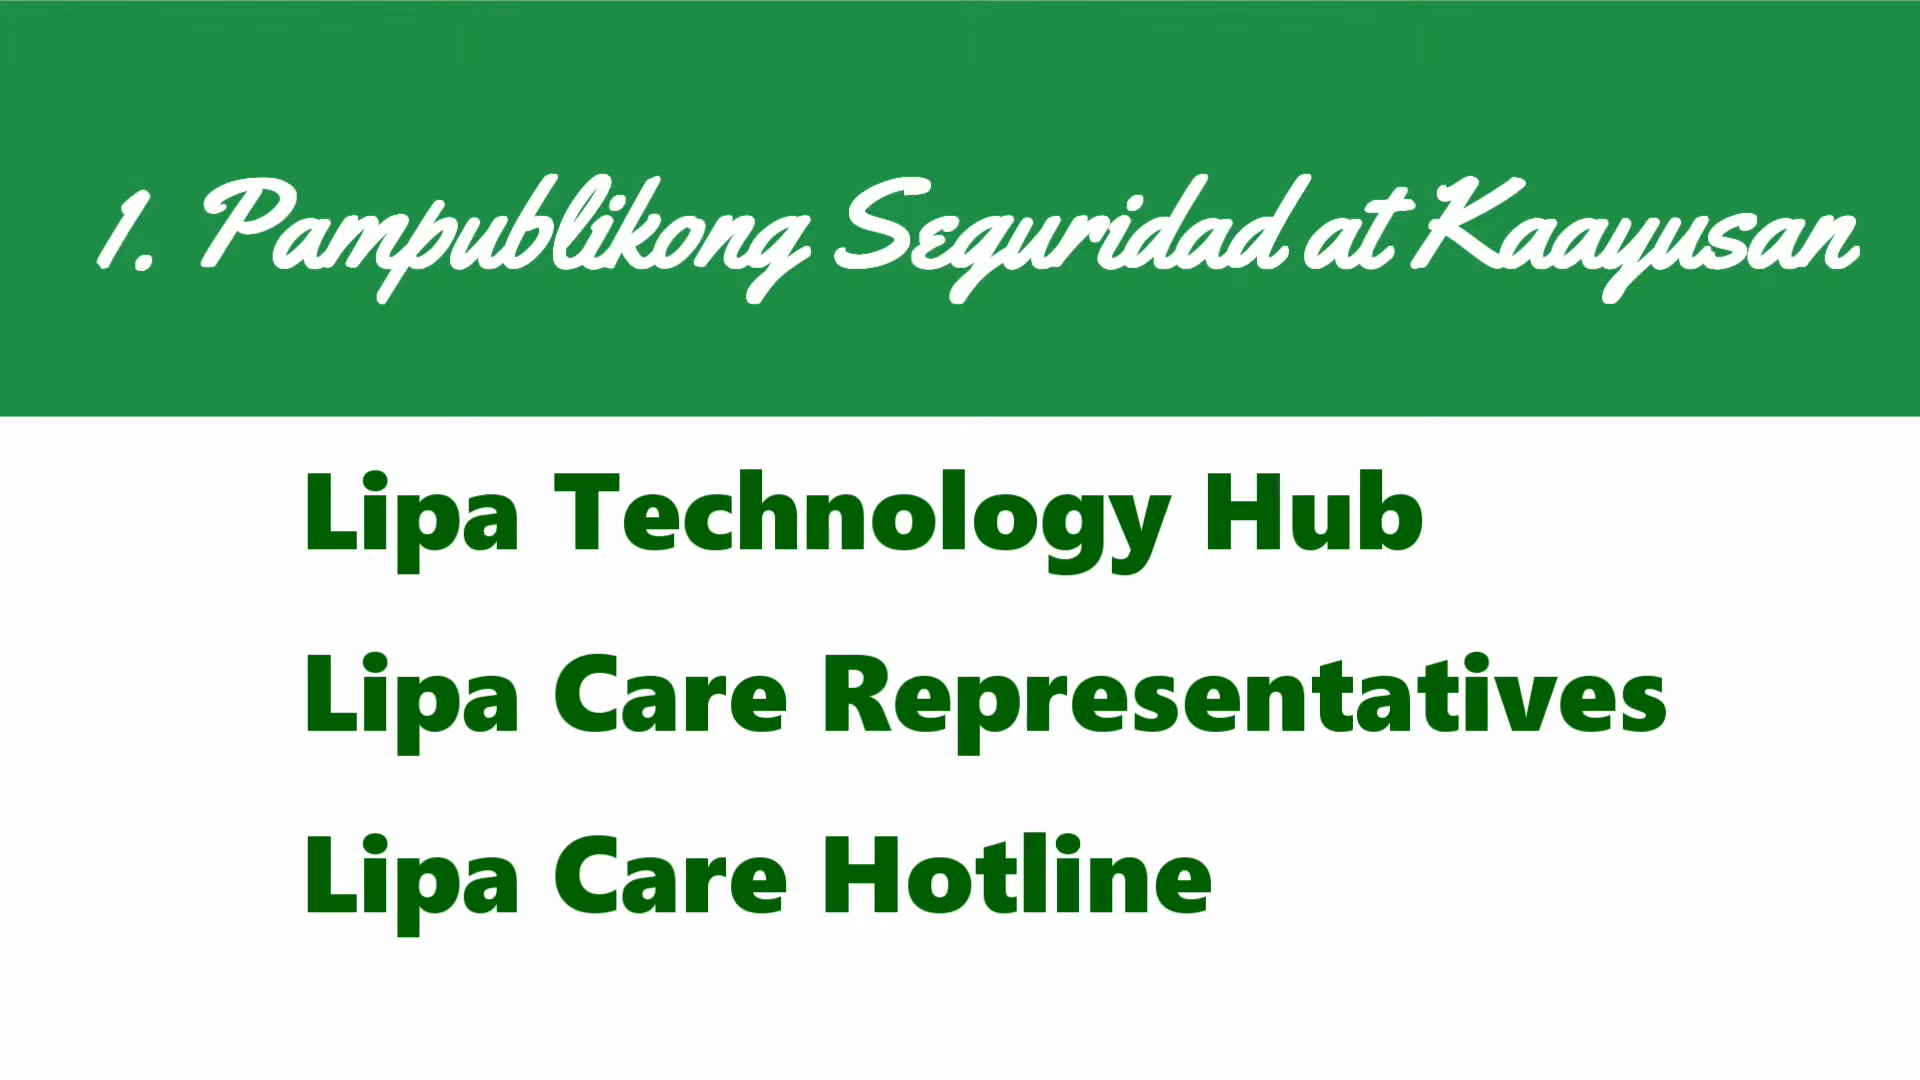 1. Pampublikong Seguridad at Kaayusan
Lipa Technology Hub
Lipa Care Representatives
Lipa Care Hotline